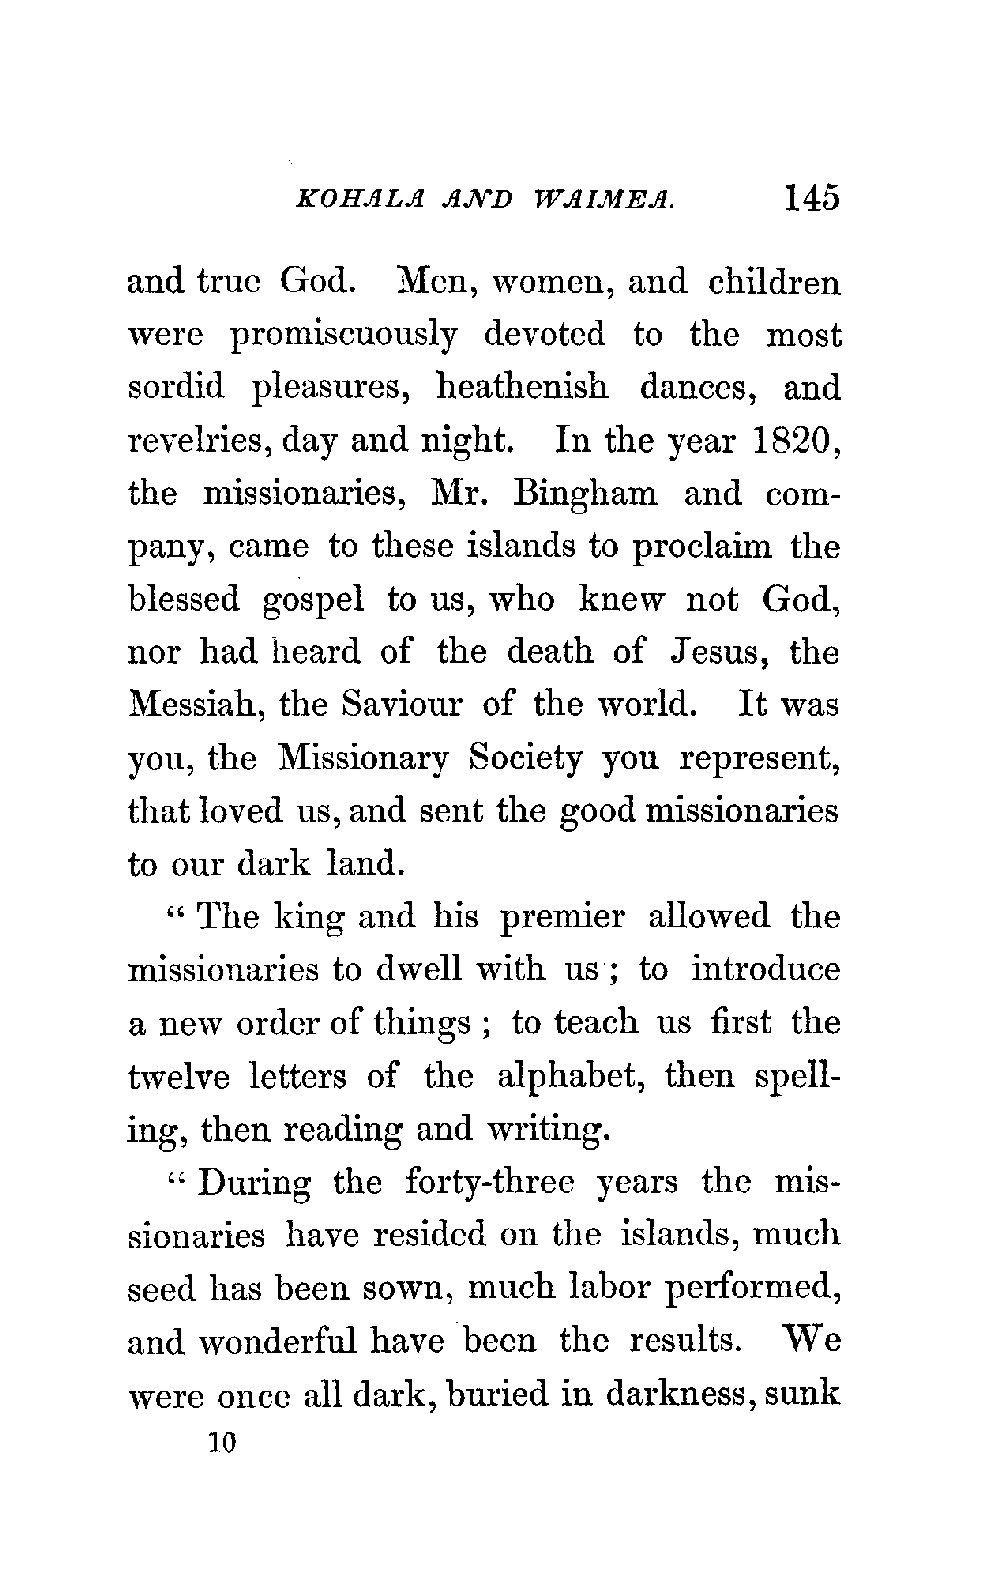 KOHALA AND WAIMEA. 145
and true God. Men, women, and children
were promiscuously devoted to the most
sordid pleasures, heathenish dances, and
revelries, day and night. In the year 1820,
the missionaries, Mr. Bingham and com-
pany, came to these islands to proclaim the
blessed gospel to us, who knew not God,
nor had heard of the death of Jesus, the
Messiah, the Saviour of the world. It was
you, the Missionary Society you represent,
that loved us, and sent the good missionaries
to our dark land.
“ The king and his premier allowed the
missionaries to dwell with us ; to introduce
a new order of things ; to teach us first the
twelve letters of the alphabet, then spell-
ing, then reading and writing.
“ During the forty-three years the mis-
sionaries have resided on the islands, much
seed has been sown, much labor performed,
and wonderful have been the results. We
were once all dark, buried in darkness, sunk
10